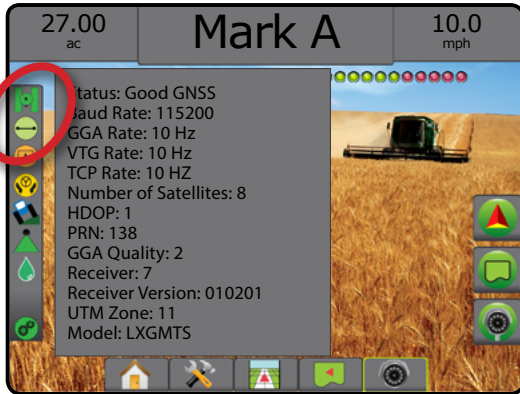 27.00
ac
Mark A
10.0
mph
Status: Good GNSS
Baud Rate: 115200
GGA Rate: 10 Hz
VTG Rate: 10 Hz
TCP Rate: 10 HZ
Number of Satellites: 8
HDOP: 1
PRN: 138
GGA Quality: 2
Receiver: 7
Receiver Version: 010201
UTM Zone: 11
Model: LXGMTS